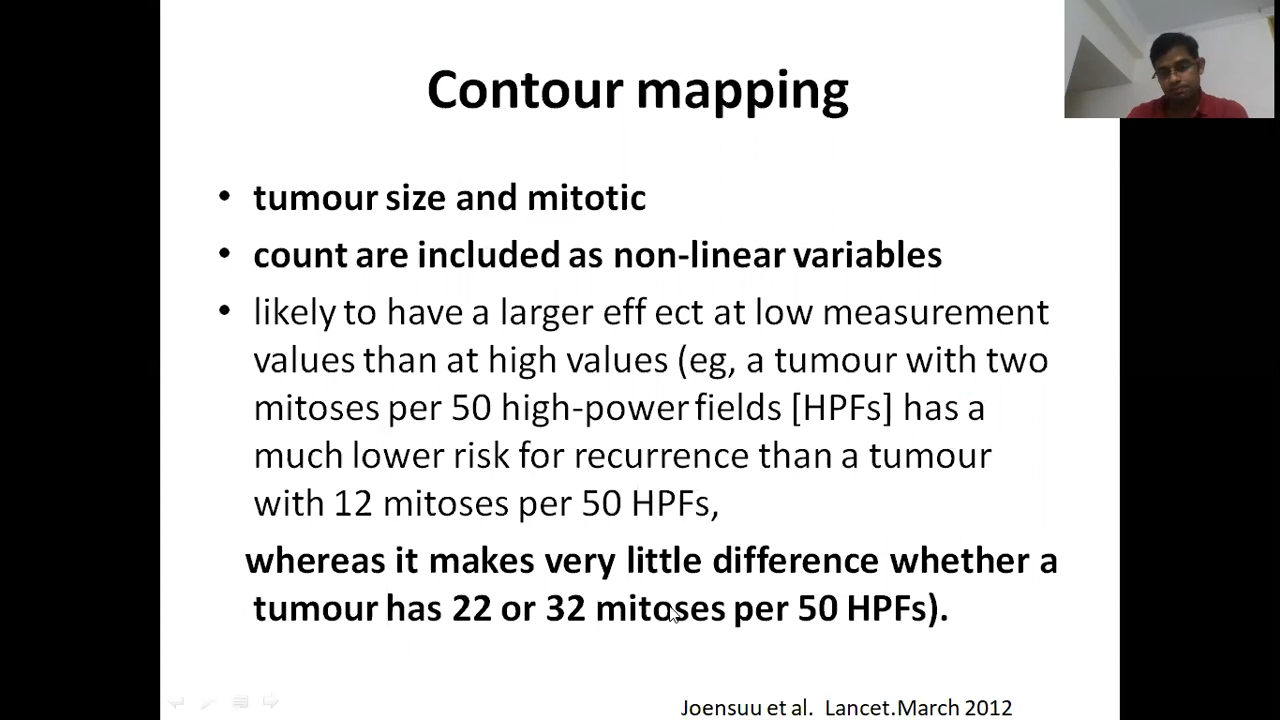 Contour mapping
• tumour size and mitotic
• count are included as non-linear variables
• likely to have a larger eff ect at low measurement
values than at high values (eg, a tumour with two
mitoses per 50 high-power fields [HPFs] has a
much lower risk for recurrence than a tumour
with 12 mitoses per 50 HPFs,
whereas it makes very little difference whether a
tumour has 22 or 32 mitoses per 50 HPFs).
Joensuu et al. Lancet.March 2012